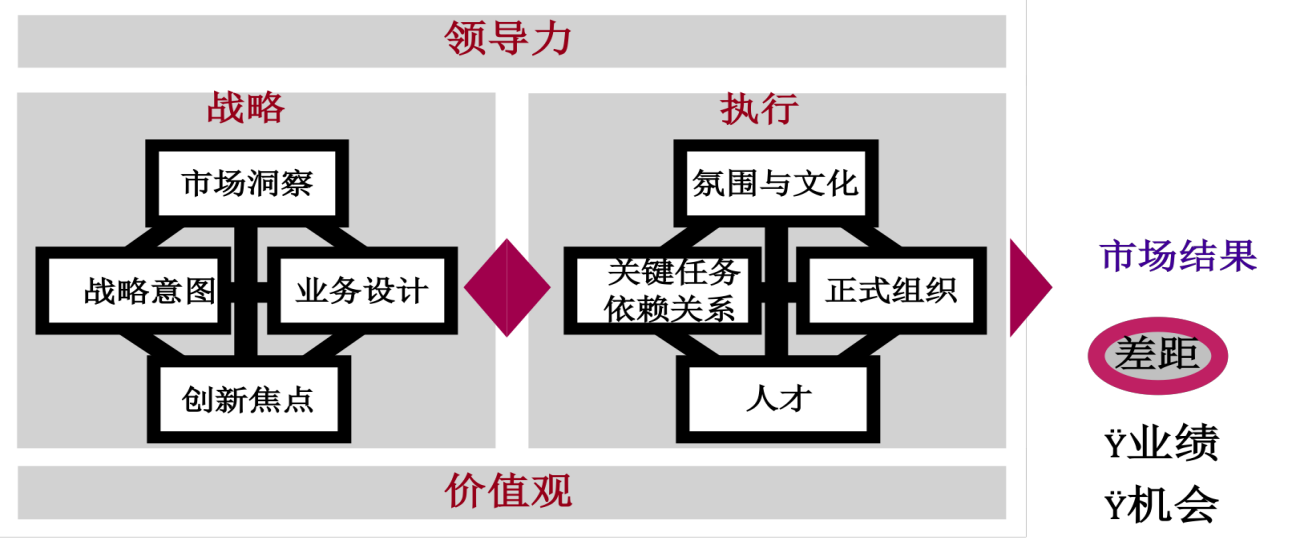 领导力
战略
市场洞察
战略意图
业务设计
创新焦点
执行
氛围与文化
关键任务
依赖关系
正式组织
人才
市场结果
差距
Ÿ业绩
Ÿ机会
价值观